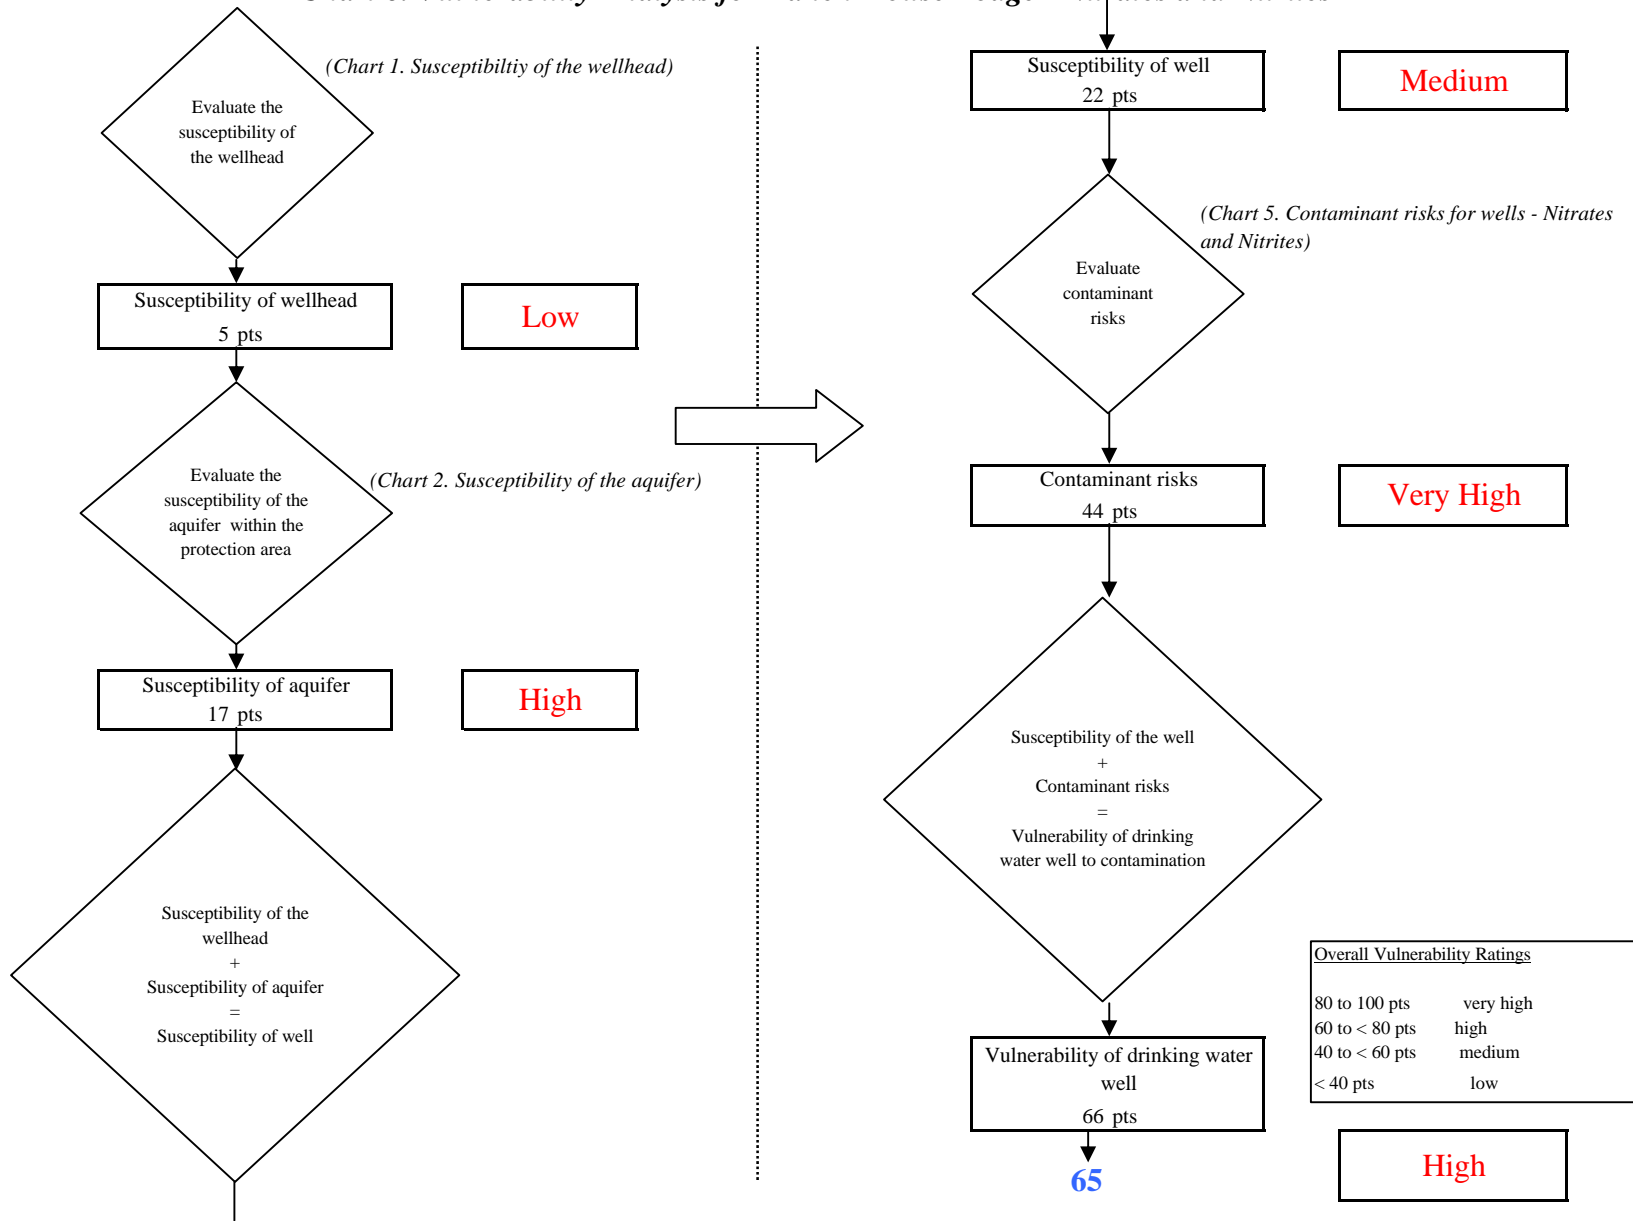 (Chart 1. Susceptibiltiy of the wellhead)
Evaluate the
susceptibility of
the wellhead
Susceptibility of wellhead
5 pts
Low
Evaluate the
susceptibility of the
aquifer within the
protection area
(Chart 2. Susceptibility of the aquifer)
Susceptibility of aquifer
17 pts
High
Susceptibility of the
wellhead
+
Susceptibility of aquifer
=
Susceptibility of well
Susceptibility of well
22 pts
Medium
(Chart 5. Contaminant risks for wells - Nitrates
and Nitrites)
Evaluate
contaminant
risks
Contaminant risks
44 pts
Very High
Susceptibility of the well
+
Contaminant risks
=
Vulnerability of drinking
water well to contamination
Overall Vulnerability Ratings
80 to 100 pts very high
60 to < 80 pts high
40 to < 60 pts medium
< 40 pts low
Vulnerability of drinking water
well
66 pts
65
High